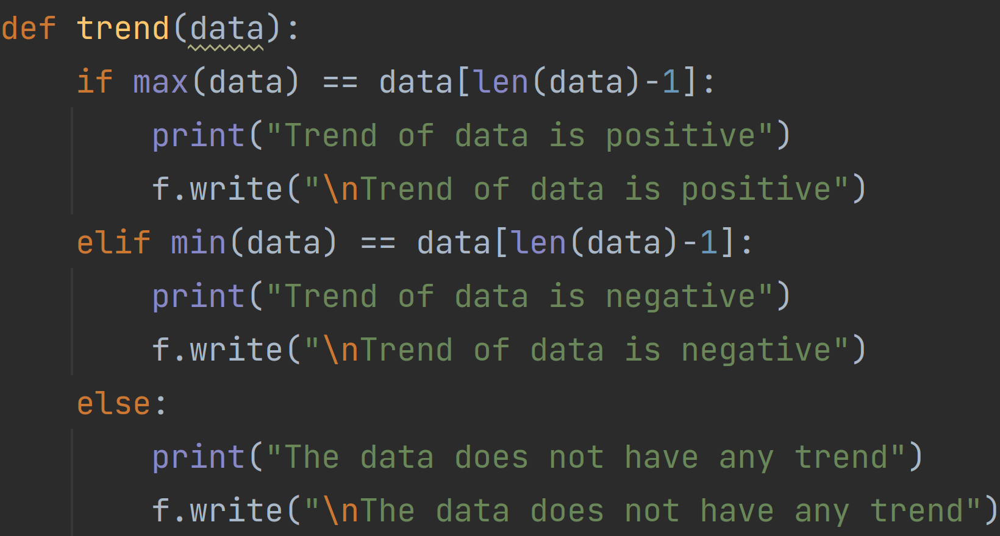 def trend(data):
    if max(data) == data[len(data)-1]:
        print("Trend of data is positive")
        f.write("\nTrend of data is positive")
    elif min(data) == data[len(data)-1]:
        print("Trend of data is negative")
        f.write("\nTrend of data is negative")
    else:
        print("The data does not have any trend")
        f.write("\nThe data does not have any trend")